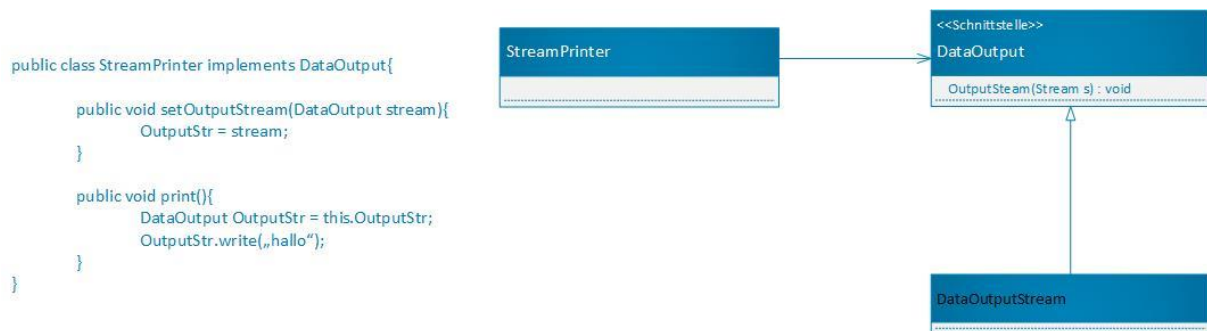 public class StreamPrinter implements DataOutput{
public void setOutputStream(DataOutput stream){
OutputStr = stream;
}
public void print(){
DataOutput OutputStr = this.OutputStr;
OutputStr.write(„hallo“);
}
}
StreamPrinter
<<Schnittstelle>>
DataOutput
OutputSteam(Stream s) : void
DataOutputStream